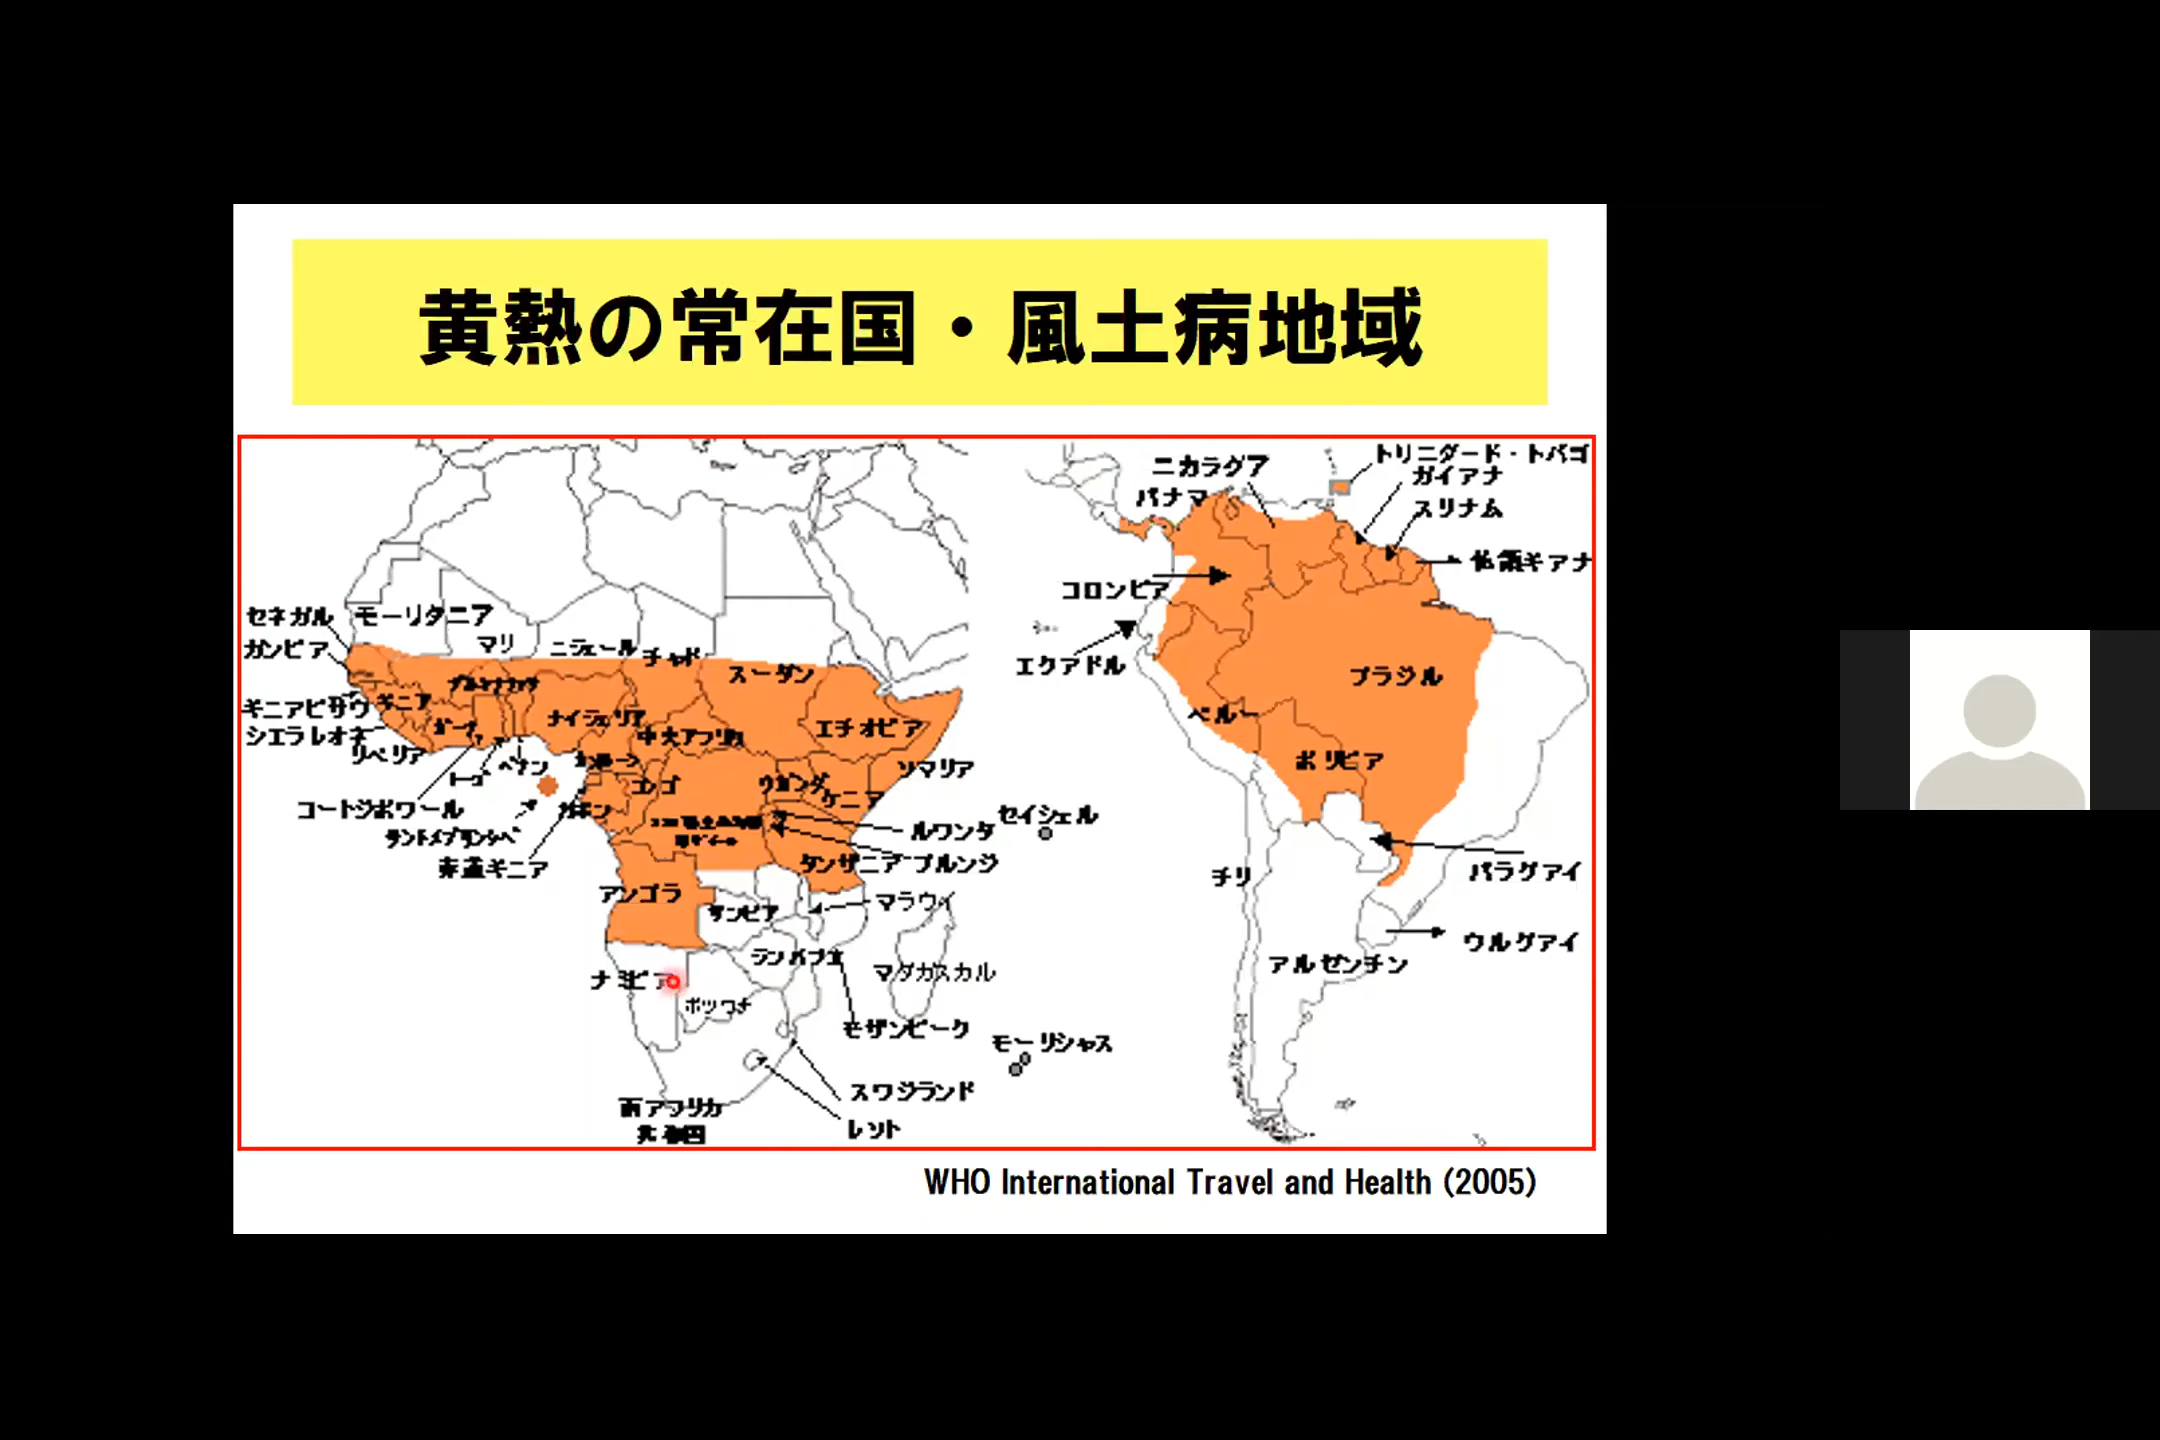 黄熱の常在国・風土病地域
トリニダード・トバゴ
ニカラグア
ガイアナ
パナマ
スリナム
仏領ギアナ
コロンビア
エクアドル
ブラジル
ペルー
ボリビア
パラグアイ
チリ
ウルグアイ
アルゼンチン
セネガル
モーリタニア
ガンビア
マリ
ニジェール
チャド
スーダン
ギニアビサウ
ギニア
ガーナ
ナイジェリア
エチオピア
シエラレオネ
リベリア
中央アフリカ
ベナン
トーゴ
コンゴ
ウガンダ
ケニア
ソマリア
コートジボワール
ガボン
セイシェル
ルワンダ
赤道ギニア
タンザニア
ブルンジ
アンゴラ
ザンビア
マラウイ
マダガスカル
ナミビア
ボツワナ
モザンビーク
モーリシャス
スワジランド
レソト
南アフリカ
共和国
WHO International Travel and Health (2005)